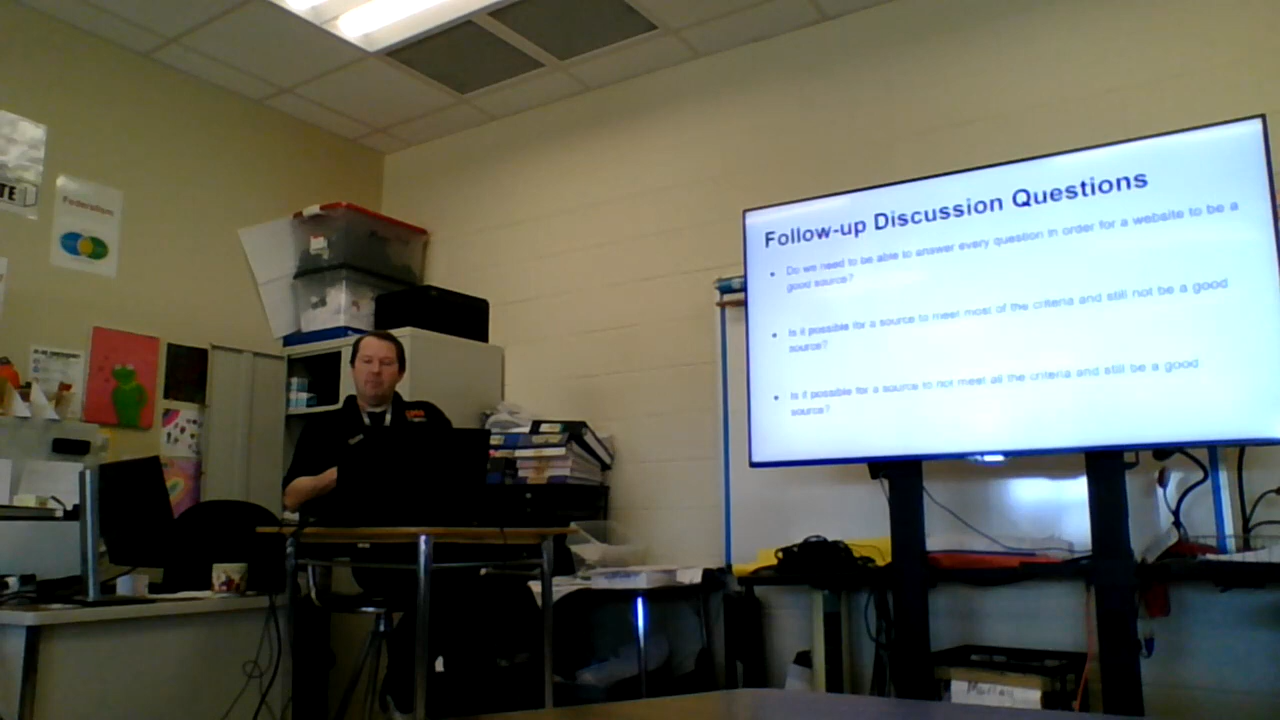 TE
Federalism
Follow-up Discussion Questions
• Do we need to be able to answer every question in order for a website to be a
good source?
• Is it possible for a source to meet most of the criteria and still not be a good
source?
• Is it possible for a source to not meet all the criteria and still be a good
source?